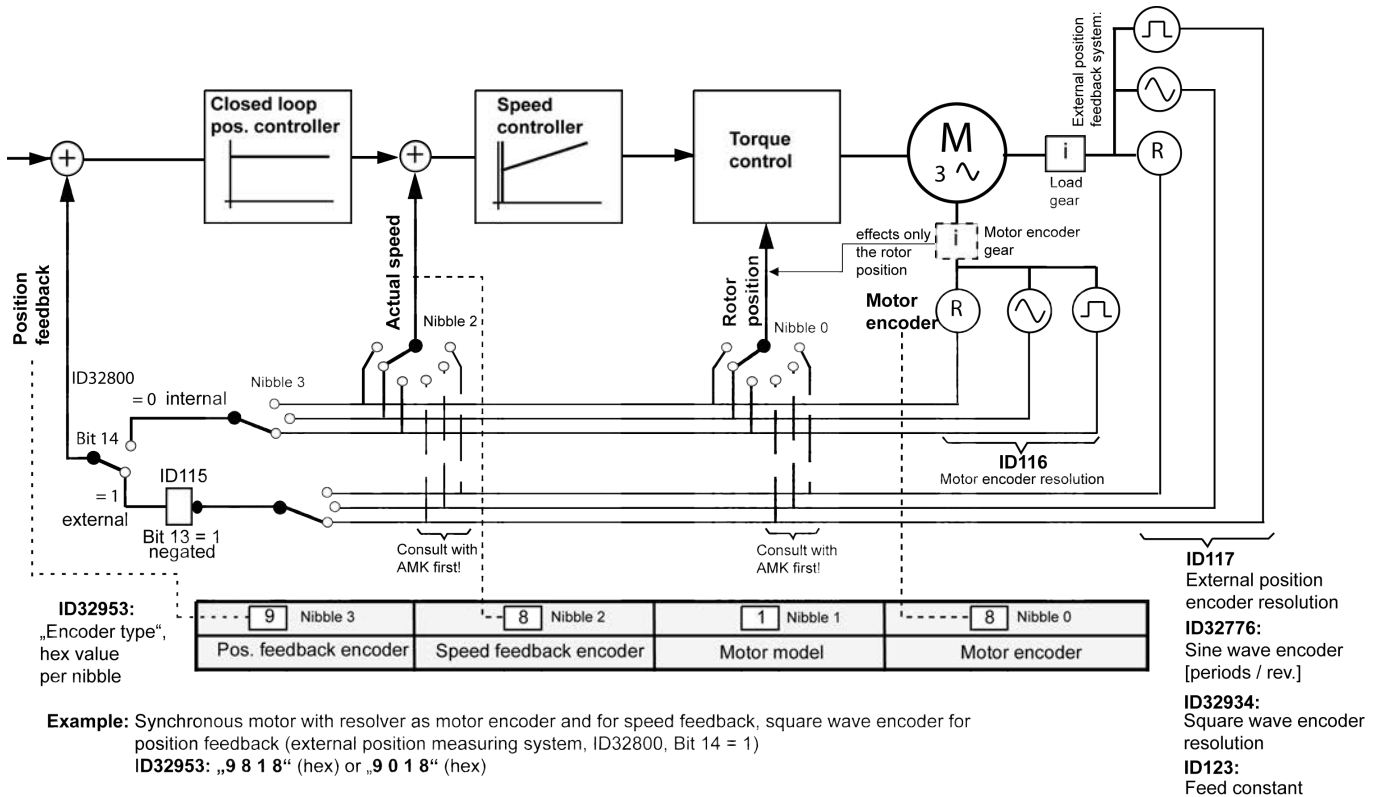 External position
feedback system:
Closed loop
pos. controller
Speed
controller
Torque
control
M
3
i
R
Load
gear
effects only
the rotor
position
i
Motor encoder
gear
Position
feedback
Actual speed
Nibble 2
Rotor
position
Nibble 0
Motor
encoder
R
ID32800
= 0 internal
Nibble 3
Bit 14
= 1
external
ID115
Bit 13 = 1
negated
ID116
Motor encoder resolution
Consult with
AMK first!
Consult with
AMK first!
ID117
External position
encoder resolution
ID32776:
Sine wave encoder
[periods / rev.]
ID32934:
Square wave encoder
resolution
ID123:
Feed constant
ID32953:
„Encoder type“,
hex value
per nibble
9 Nibble 3
8 Nibble 2
1 Nibble 1
8 Nibble 0
Pos. feedback encoder
Speed feedback encoder
Motor model
Motor encoder
Example: Synchronous motor with resolver as motor encoder and for speed feedback, square wave encoder for
position feedback (external position measuring system, ID32800, Bit 14 = 1)
ID32953: „9 8 1 8“ (hex) or „9 0 1 8“ (hex)